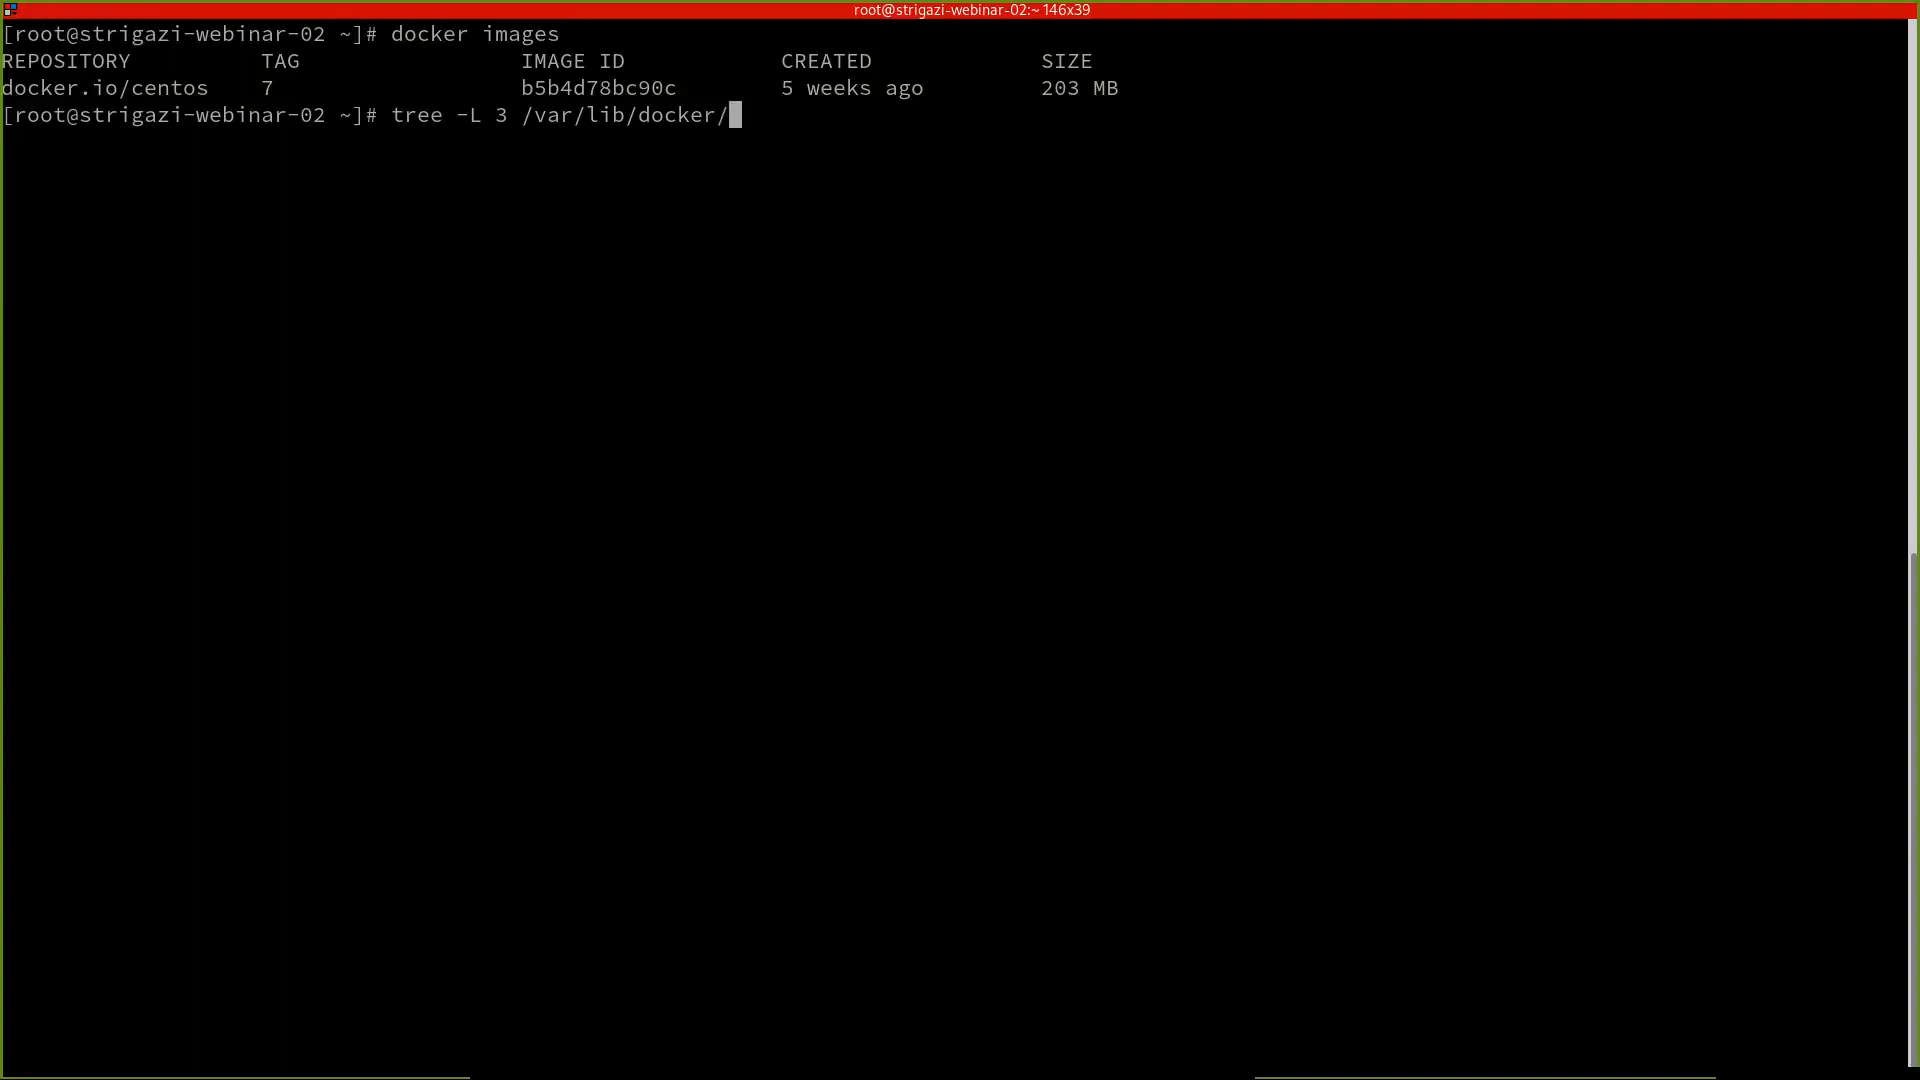 root@strigazi-webinar-02:~ 146x39
[root@strigazi-webinar-02 ~]# docker images
REPOSITORY TAG IMAGE ID CREATED SIZE
docker.io/centos 7 b5b4d78bc90c 5 weeks ago 203 MB
[root@strigazi-webinar-02 ~]# tree -L 3 /var/lib/docker/